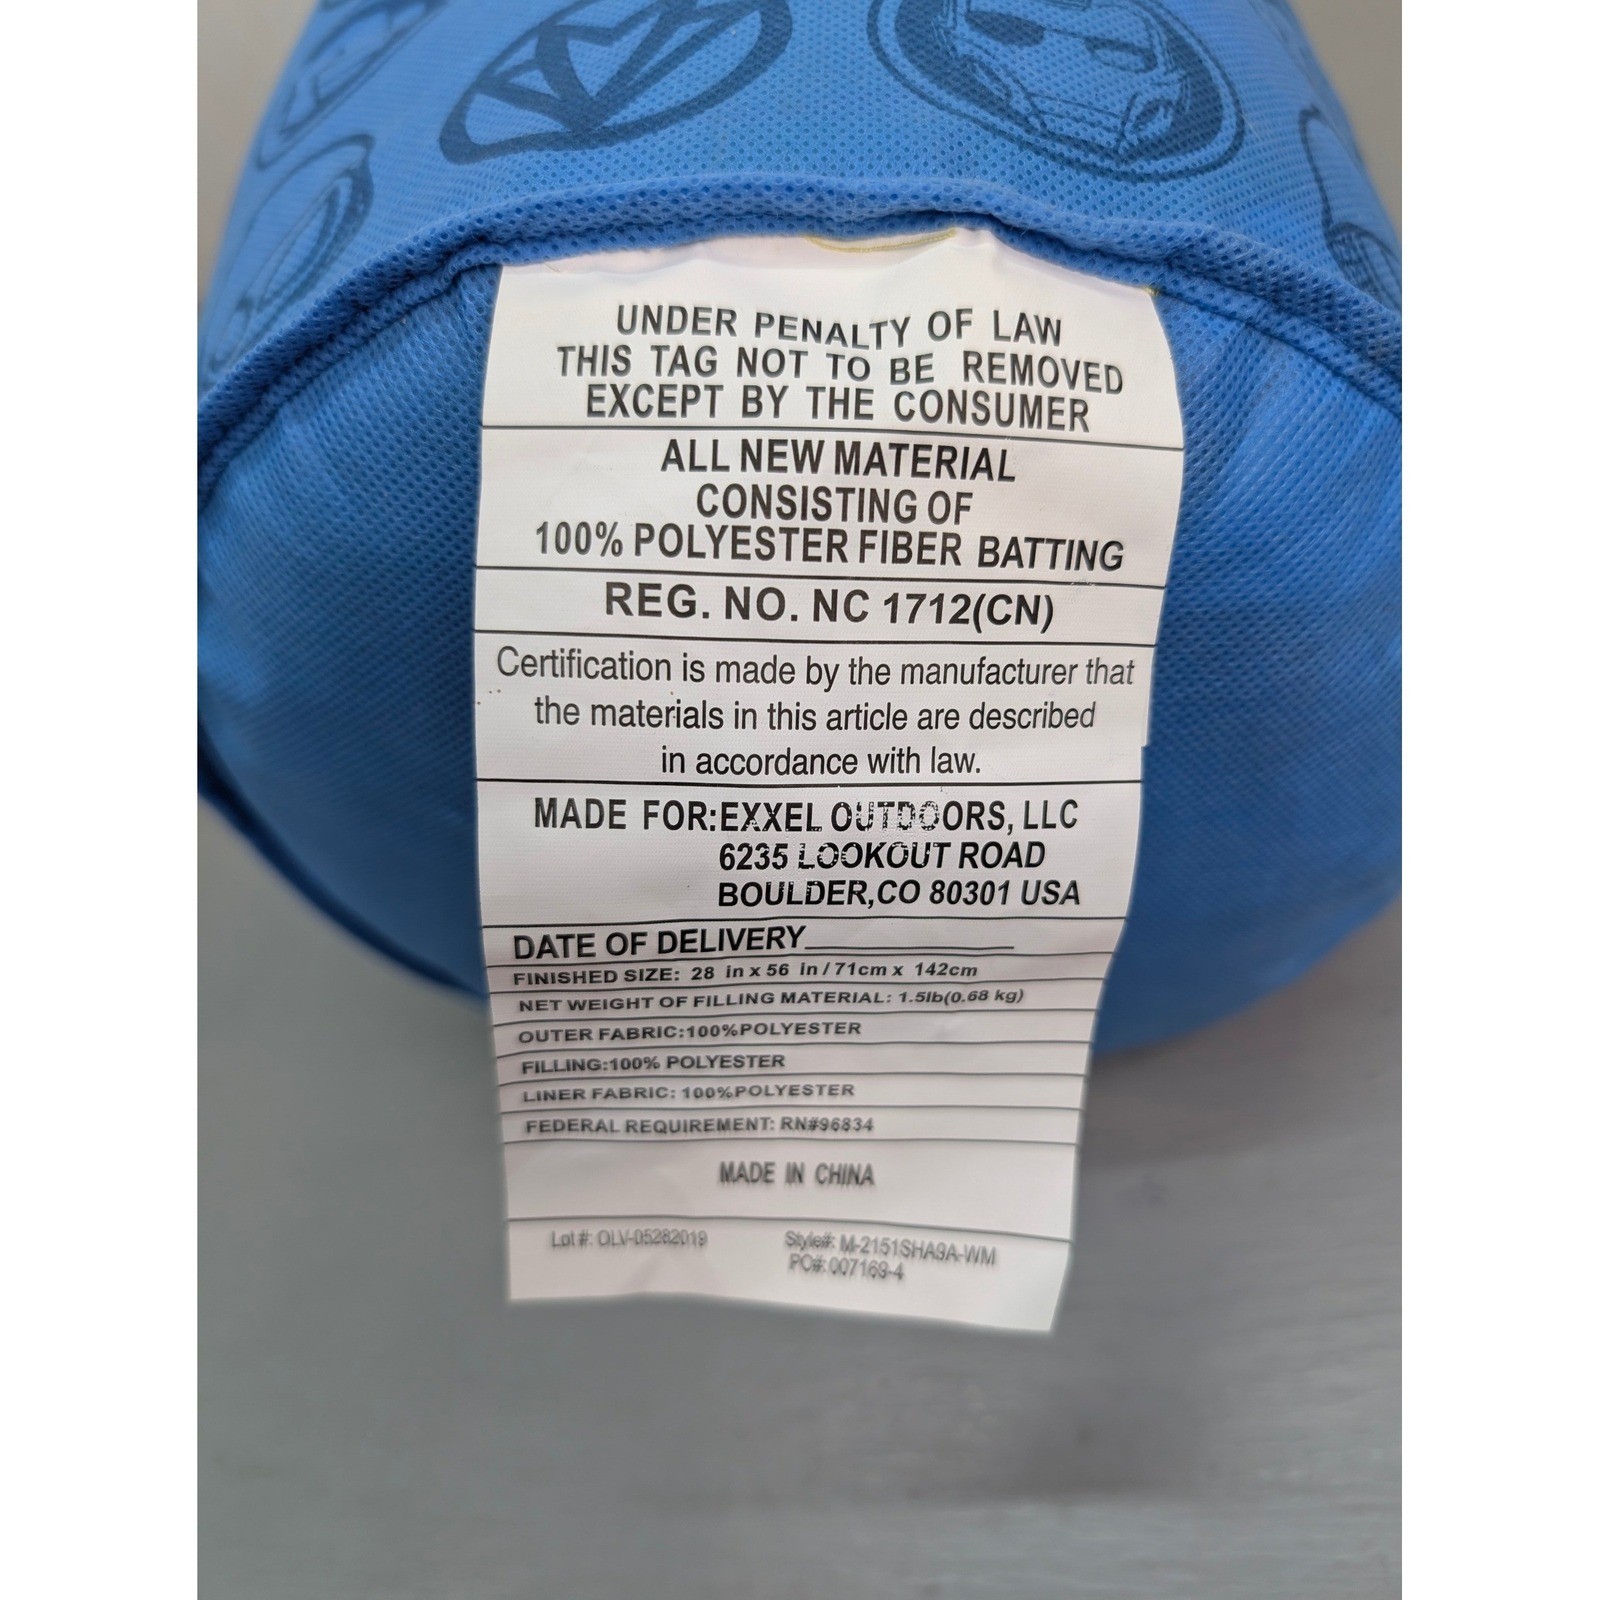 UNDER PENALTY OF LAW
THIS TAG NOT TO BE REMOVED
EXCEPT BY THE CONSUMER
ALL NEW MATERIAL
CONSISTING OF
100% POLYESTER FIBER BATTING
REG. NO. NC 1712(CN)
Certification is made by the manufacturer that
the materials in this article are described
in accordance with law.
MADE FOR:EXXEL OUTDOORS, LLC
6235 LOOKOUT ROAD
BOULDER,CO 80301 USA
DATE OF DELIVERY
FINISHED SIZE: 28 in x 56 in / 71cm x 142cm
NET WEIGHT OF FILLING MATERIAL: 1.5lb(0.68 kg)
OUTER FABRIC:100%POLYESTER
FILLING:100% POLYESTER
LINER FABRIC: 100%POLYESTER
FEDERAL REQUIREMENT: RN#96834
MADE IN CHINA
Lot #: OLV-05282019
Style#: M-2151SHA9A-WM
PO#: 007169-4